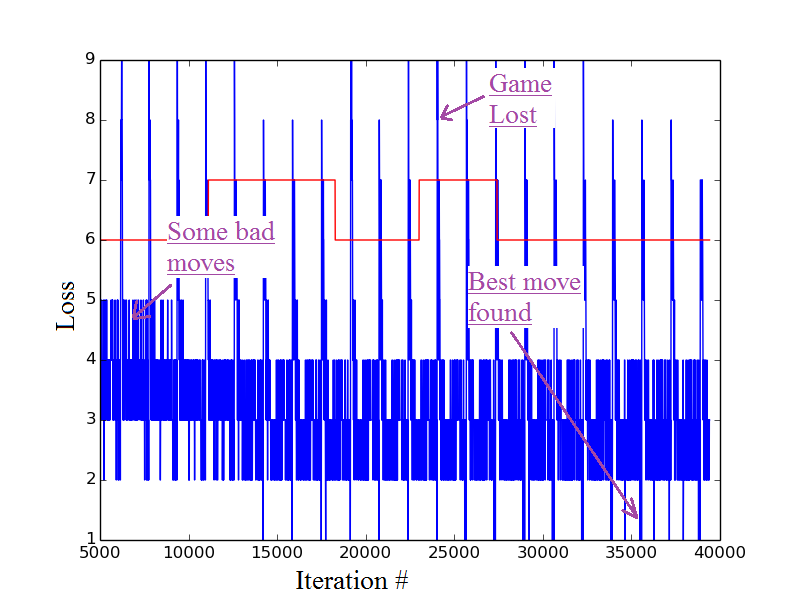 9
Game
8
Lost
7
6
Some bad
moves
Best move
5
found
Loss
4
3
2
1
5000 10000 15000 20000 25000 30000 35000 40000
Iteration #